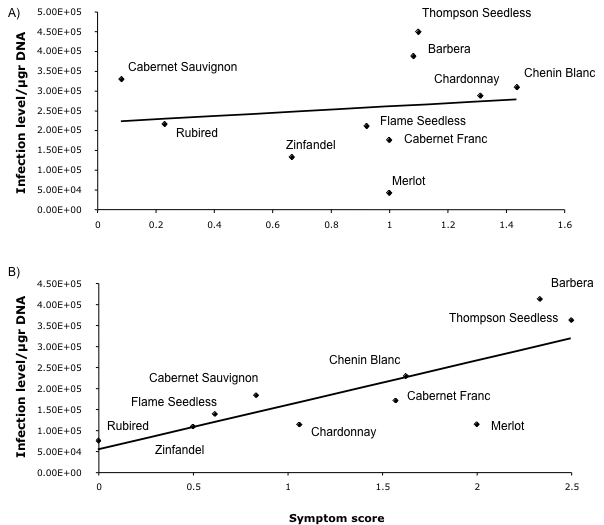 A)
Infection level/µgr DNA
5.00E+05
4.50E+05
4.00E+05
3.50E+05
3.00E+05
2.50E+05
2.00E+05
1.50E+05
1.00E+05
5.00E+04
0.00E+00
Thompson Seedless
Barbera
Cabernet Sauvignon
Chenin Blanc
Chardonnay
Flame Seedless
Rubired
Cabernet Franc
Zinfandel
Merlot
0 0.2 0.4 0.6 0.8 1 1.2 1.4 1.6
B)
Infection level/µgr DNA
4.50E+05
4.00E+05
3.50E+05
3.00E+05
2.50E+05
2.00E+05
1.50E+05
1.00E+05
5.00E+04
0.00E+00
Barbera
Thompson Seedless
Chenin Blanc
Cabernet Sauvignon
Cabernet Franc
Flame Seedless
Rubired
Merlot
Chardonnay
Zinfandel
0 0.5 1 1.5 2 2.5
Symptom score